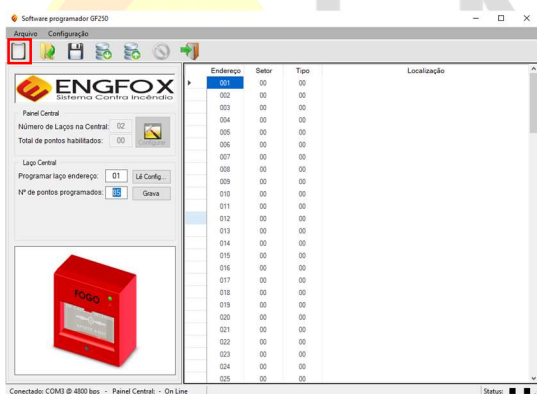 Software programador GF250
Arquivo Configuração
ENGFOX
Sistema Contra Incêndio
Painel Central
Número de Laços na Central: 02
Total de pontos habilitados: 00
Configurar
Laço Central
Programar laço endereço: 01 Lê Config...
Nº de pontos programados: 85 Grava
FOGO
Endereço Setor Tipo Localização
001 00 00
002 00 00
003 00 00
004 00 00
005 00 00
006 00 00
007 00 00
008 00 00
009 00 00
010 00 00
011 00 00
012 00 00
013 00 00
014 00 00
015 00 00
016 00 00
017 00 00
018 00 00
019 00 00
020 00 00
021 00 00
022 00 00
023 00 00
024 00 00
025 00 00
Conectado: COM3 @ 4800 bps - Painel Central: - On Line Status: